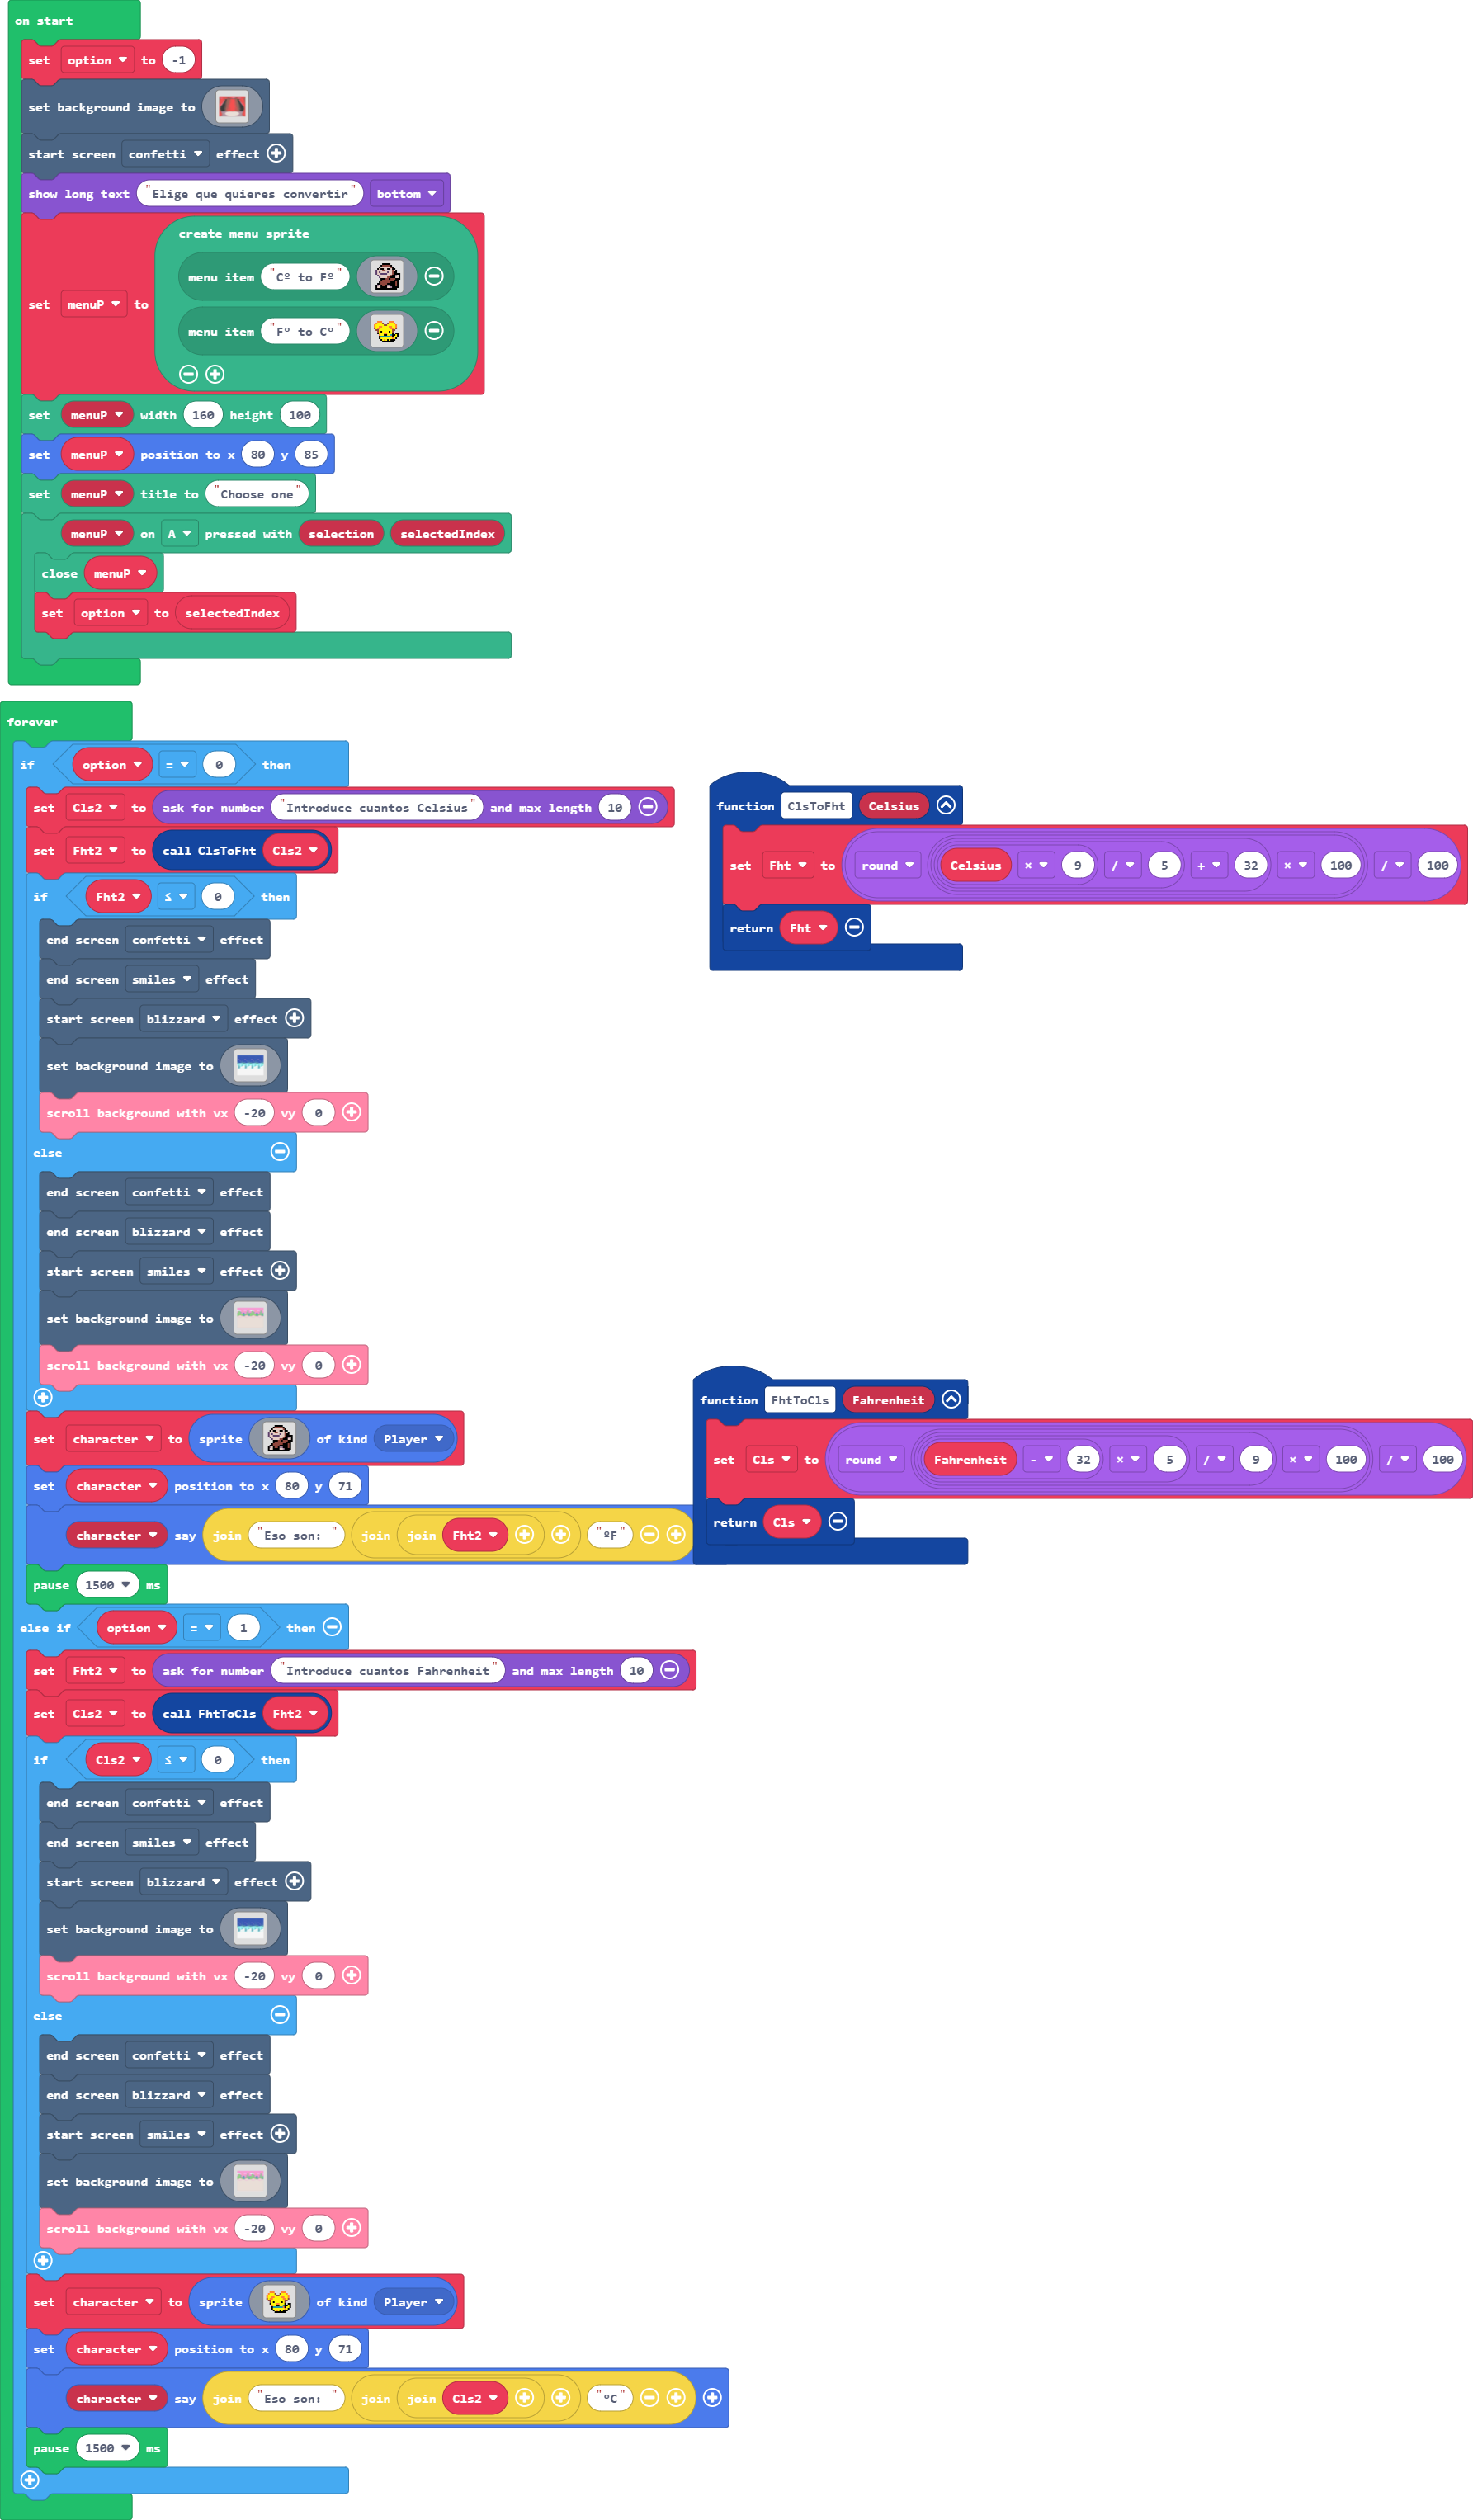 on start
set option to -1
set background image to
start screen confetti effect
show long text "Elige que quieres convertir" bottom
create menu sprite
menu item "Cº to Fº"
set menuP to
menu item "Fº to Cº"
set menuP width 160 height 100
set menuP position to x 80 y 85
set menuP title to "Choose one"
menuP on A pressed with selection selectedIndex
close menuP
set option to selectedIndex
forever
if option = 0 then
set Cls2 to ask for number "Introduce cuantos Celsius" and max length 10
set Fht2 to call ClsToFht Cls2
if Fht2 ≤ 0 then
end screen confetti effect
end screen smiles effect
start screen blizzard effect
set background image to
scroll background with vx -20 vy 0
else
end screen confetti effect
end screen blizzard effect
start screen smiles effect
set background image to
scroll background with vx -20 vy 0
set character to sprite of kind Player
set character position to x 80 y 71
character say join "Eso son: " join join Fht2 "ºF"
pause 1500 ms
else if option = 1 then
set Fht2 to ask for number "Introduce cuantos Fahrenheit" and max length 10
set Cls2 to call FhtToCls Fht2
if Cls2 ≤ 0 then
end screen confetti effect
end screen smiles effect
start screen blizzard effect
set background image to
scroll background with vx -20 vy 0
else
end screen confetti effect
end screen blizzard effect
start screen smiles effect
set background image to
scroll background with vx -20 vy 0
set character to sprite of kind Player
set character position to x 80 y 71
character say join "Eso son: " join join Cls2 "ºC"
pause 1500 ms
function ClsToFht Celsius
set Fht to round Celsius × 9 / 5 + 32 × 100 / 100
return Fht
function FhtToCls Fahrenheit
set Cls to round Fahrenheit - 32 × 5 / 9 × 100 / 100
return Cls